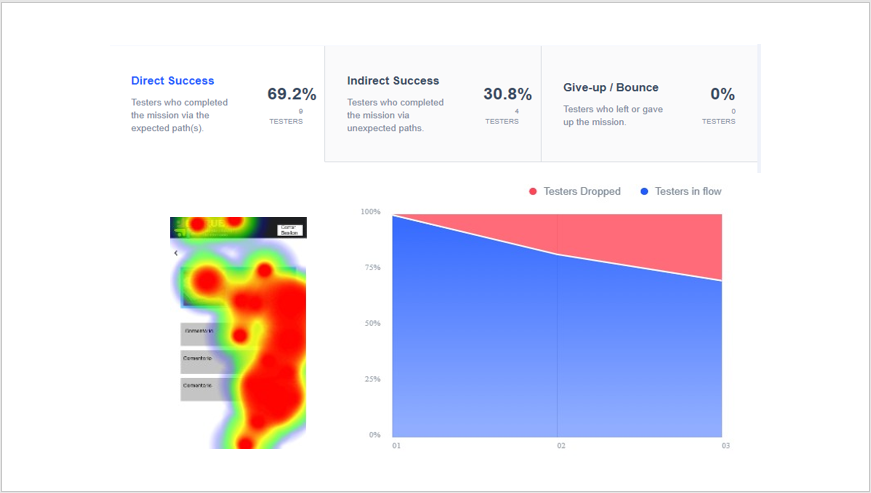 Direct Success
Testers who completed
the mission via the
expected path(s).
69.2%
9
TESTERS
Indirect Success
Testers who completed
the mission via
unexpected paths.
30.8%
4
TESTERS
Give-up / Bounce
Testers who left or gave
up the mission.
0%
0
TESTERS
Testers Dropped
Testers in flow
Cerrar
Sesion
Comentario
Comentario
Comentario
100%
75%
50%
25%
0%
01
02
03